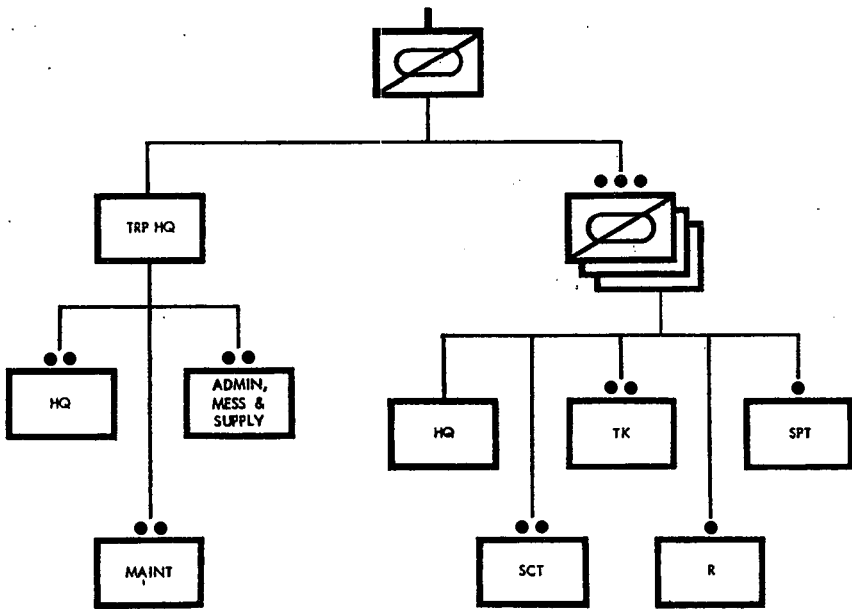 TRP HQ
HQ
ADMIN,
MESS &
SUPPLY
MAINT
HQ
TK
SPT
SCT
R